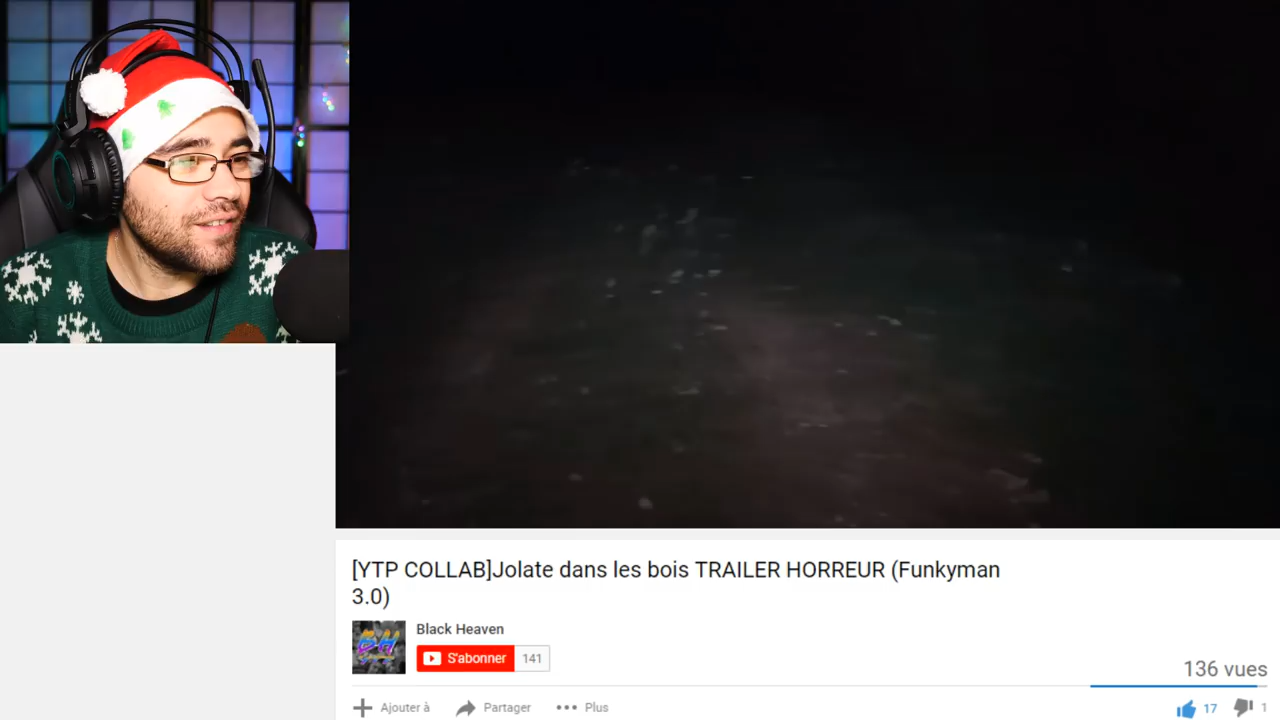 [YTP COLLAB]Jolate dans les bois TRAILER HORREUR (Funkyman
3.0)
Black Heaven
S'abonner 141
136 vues
Ajouter à Partager Plus 17 1